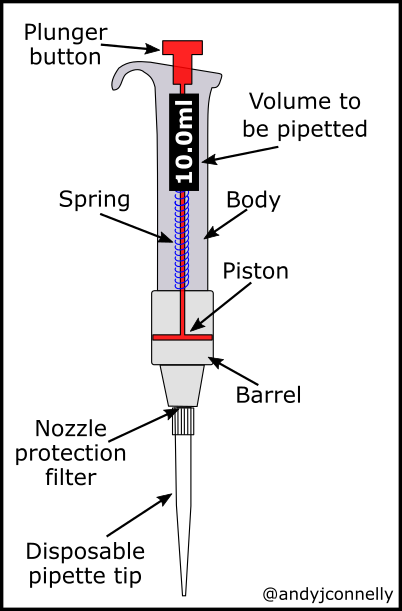 Plunger
button
10.0ml
Volume to
be pipetted
Spring
Body
Piston
Barrel
Nozzle
protection
filter
Disposable
pipette tip
@andyjconnelly